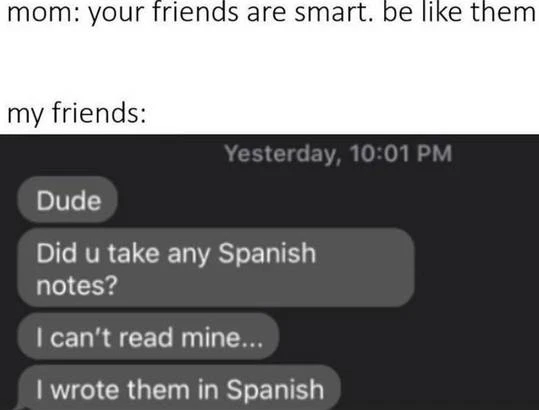 mom: your friends are smart. be like them
my friends:
Yesterday, 10:01 PM
Dude
Did u take any Spanish
notes?
I can't read mine...
I wrote them in Spanish